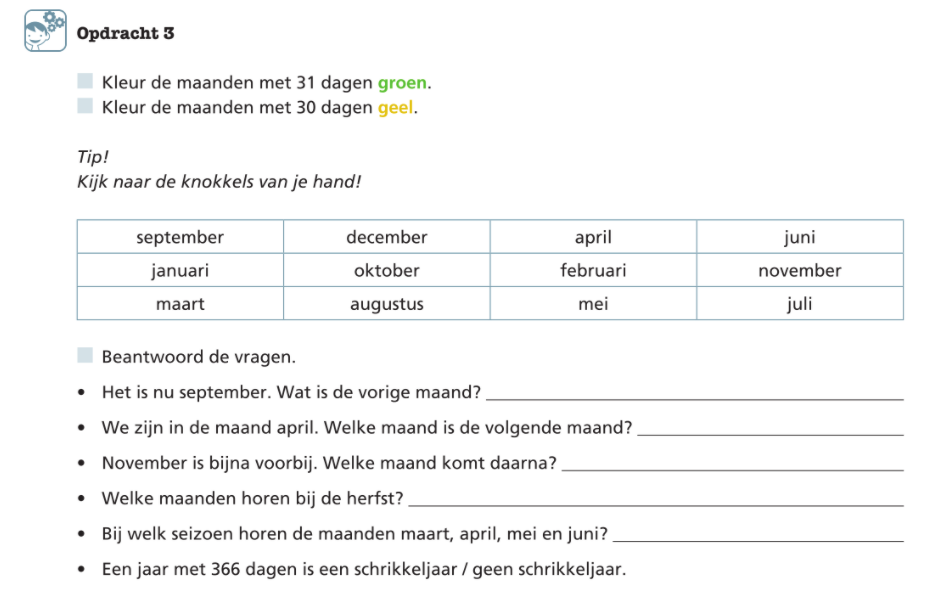 Opdracht 3
Kleur de maanden met 31 dagen groen.
Kleur de maanden met 30 dagen geel.
Tip!
Kijk naar de knokkels van je hand!
september december april juni
januari oktober februari november
maart augustus mei juli
Beantwoord de vragen.
• Het is nu september. Wat is de vorige maand?
• We zijn in de maand april. Welke maand is de volgende maand?
• November is bijna voorbij. Welke maand komt daarna?
• Welke maanden horen bij de herfst?
• Bij welk seizoen horen de maanden maart, april, mei en juni?
• Een jaar met 366 dagen is een schrikkeljaar / geen schrikkeljaar.